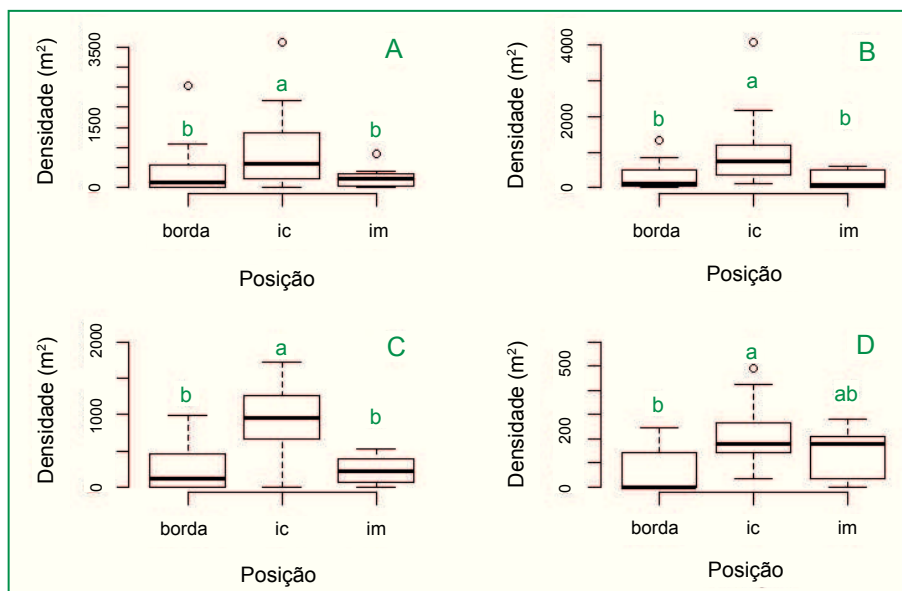 A
Densidade (m²)
3500
1500
0
b
a
b
borda
ic
im
Posição
B
Densidade (m²)
4000
2000
0
b
a
b
borda
ic
im
Posição
C
Densidade (m²)
2000
1000
0
b
a
b
borda
ic
im
Posição
D
Densidade (m²)
500
200
0
b
a
ab
borda
ic
im
Posição